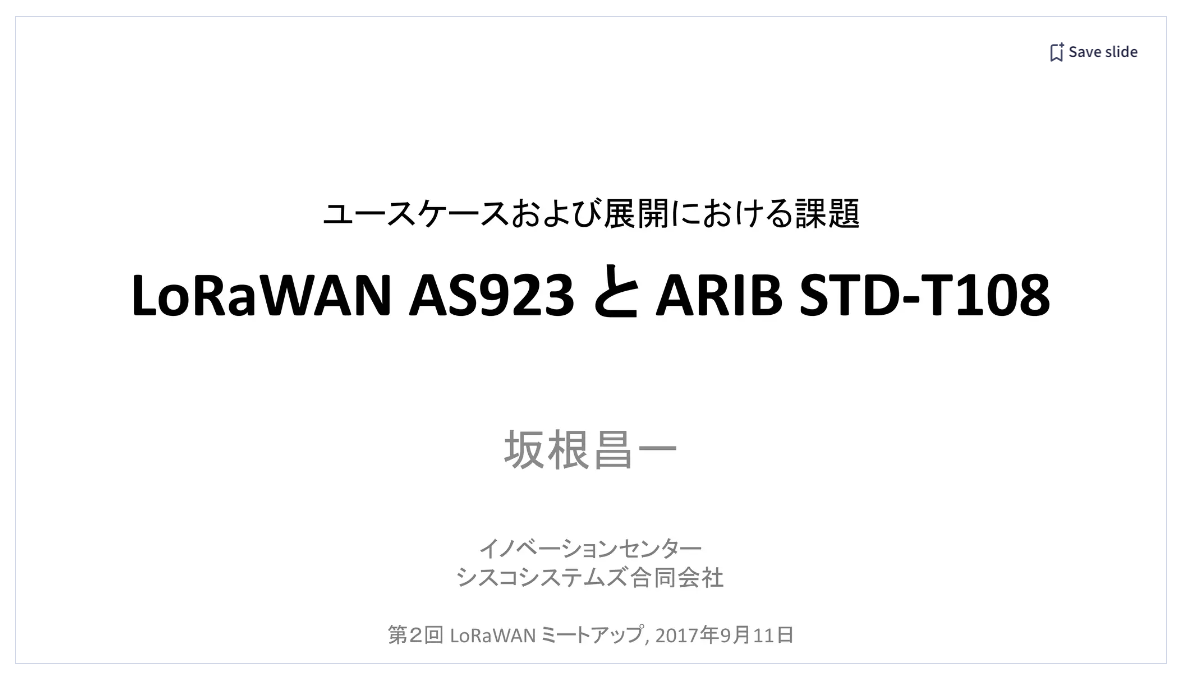 Save slide
ユースケースおよび展開における課題
LoRaWAN AS923 と ARIB STD-T108
坂根昌一
イノベーションセンター
シスコシステムズ合同会社
第２回 LoRaWAN ミートアップ, 2017年9月11日